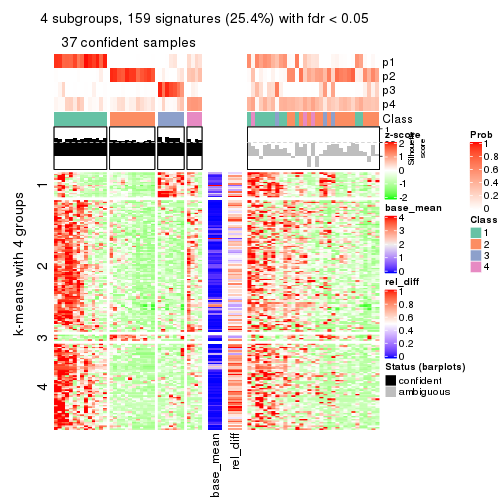 4 subgroups, 159 signatures (25.4%) with fdr < 0.05
37 confident samples
p1
p2
p3
p4
Class
1
Silhouette
score
k-means with 4 groups
1
2
3
4
base_mean
rel_diff
z-score
2
1
0
-1
-2
base_mean
4
3
2
1
0
rel_diff
1
0.8
0.6
0.4
0.2
0
Status (barplots)
confident
ambiguous
Prob
1
0.8
0.6
0.4
0.2
0
Class
1
2
3
4